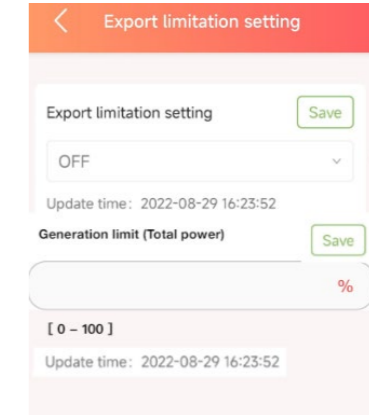 Export limitation setting
Export limitation setting
Save
OFF
Update time: 2022-08-29 16:23:52
Generation limit (Total power)
Save
%
[ 0 – 100 ]
Update time: 2022-08-29 16:23:52